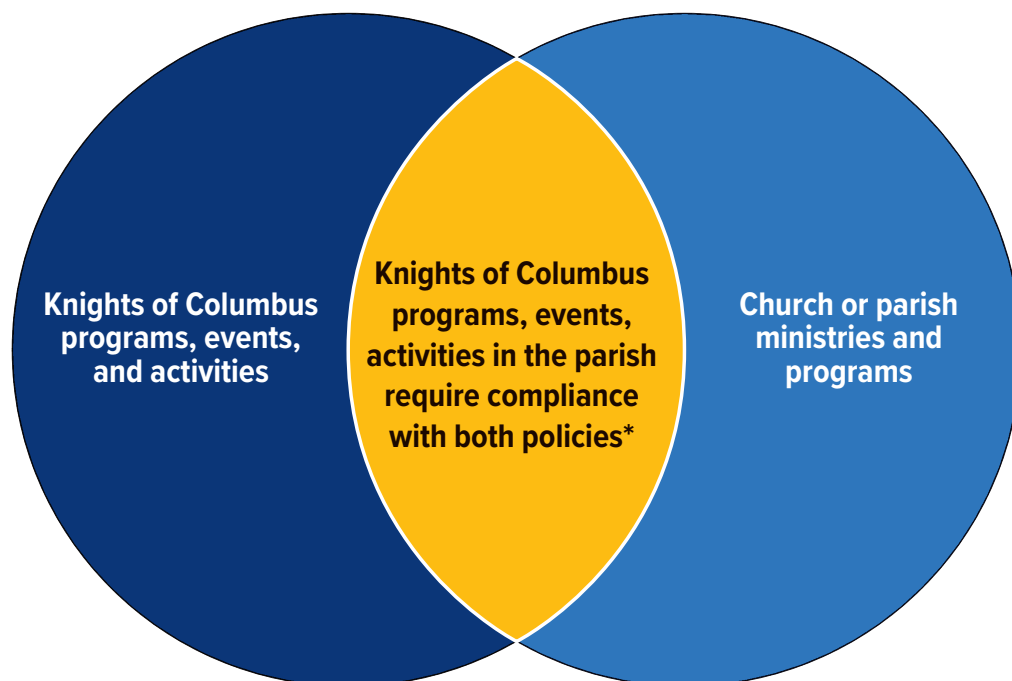 Knights of Columbus
programs, events,
and activities
Knights of Columbus
programs, events,
activities in the parish
require compliance
with both policies*
Church or parish
ministries and
programs